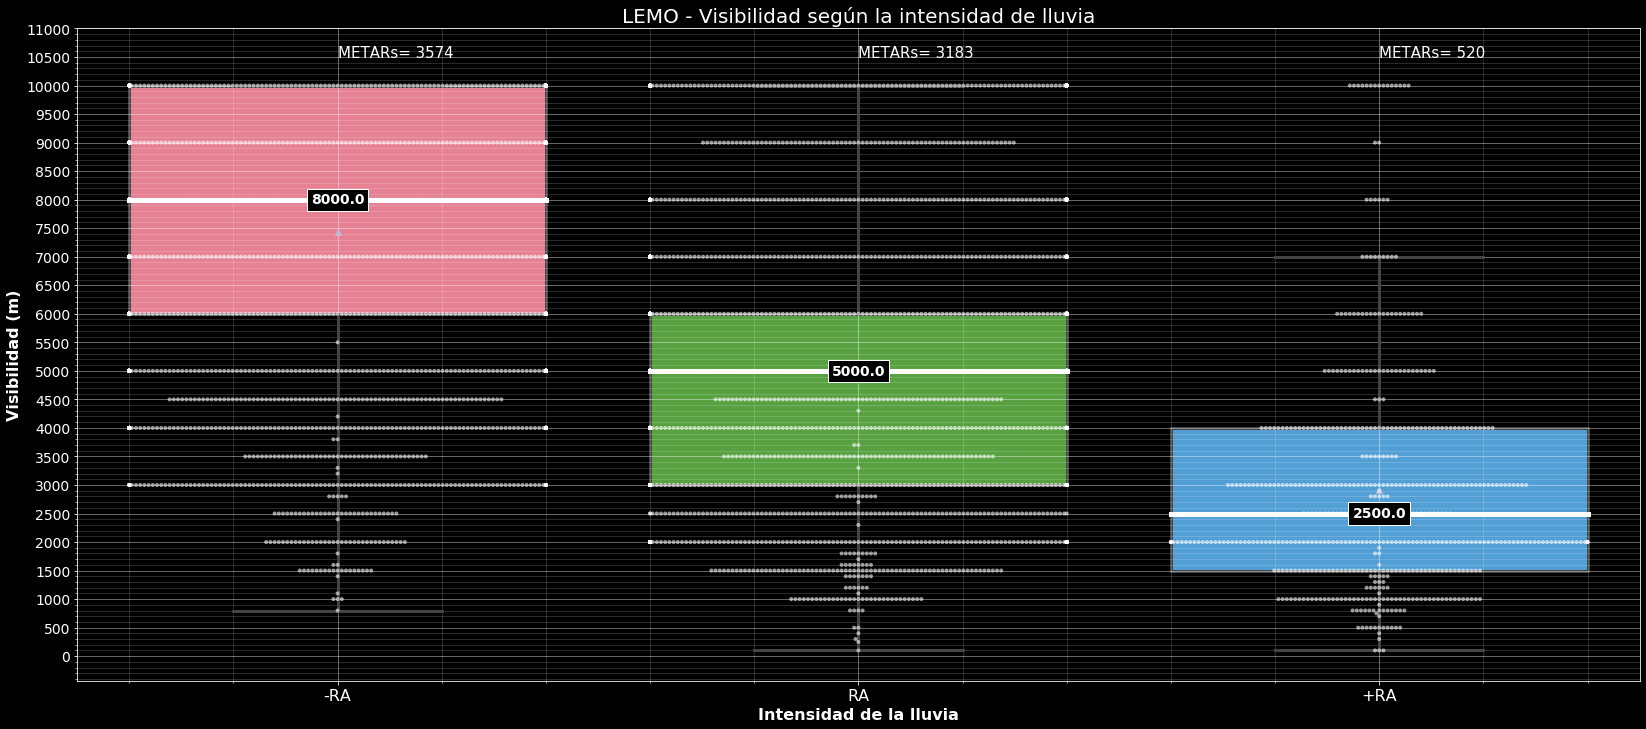 LEMO - Visibilidad según la intensidad de lluvia
METARs= 3574
METARs= 3183
METARs= 520
Visibilidad (m)
11000
10500
10000
9500
9000
8500
8000
7500
7000
6500
6000
5500
5000
4500
4000
3500
3000
2500
2000
1500
1000
500
0
8000.0
5000.0
2500.0
-RA
RA
+RA
Intensidad de la lluvia